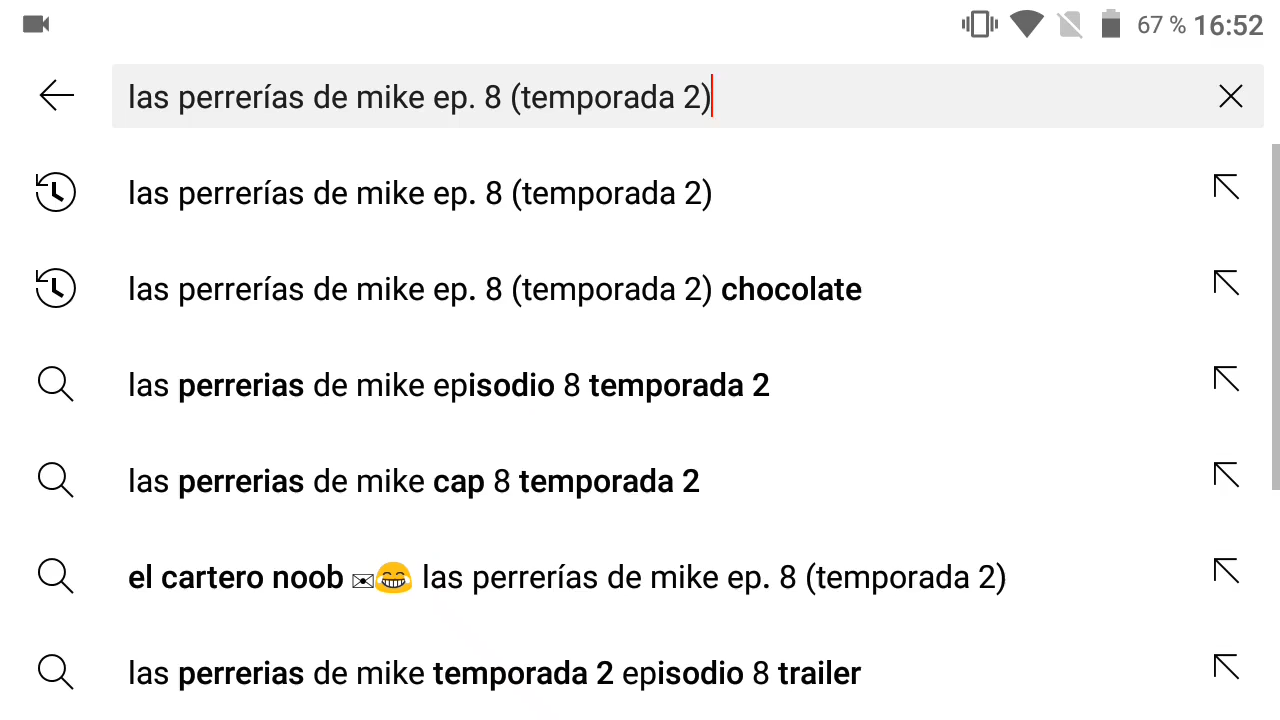 67 % 16:52
las perrerías de mike ep. 8 (temporada 2)
las perrerías de mike ep. 8 (temporada 2)
las perrerías de mike ep. 8 (temporada 2) chocolate
las perrerias de mike episodio 8 temporada 2
las perrerias de mike cap 8 temporada 2
el cartero noob ✉😂 las perrerías de mike ep. 8 (temporada 2)
las perrerias de mike temporada 2 episodio 8 trailer